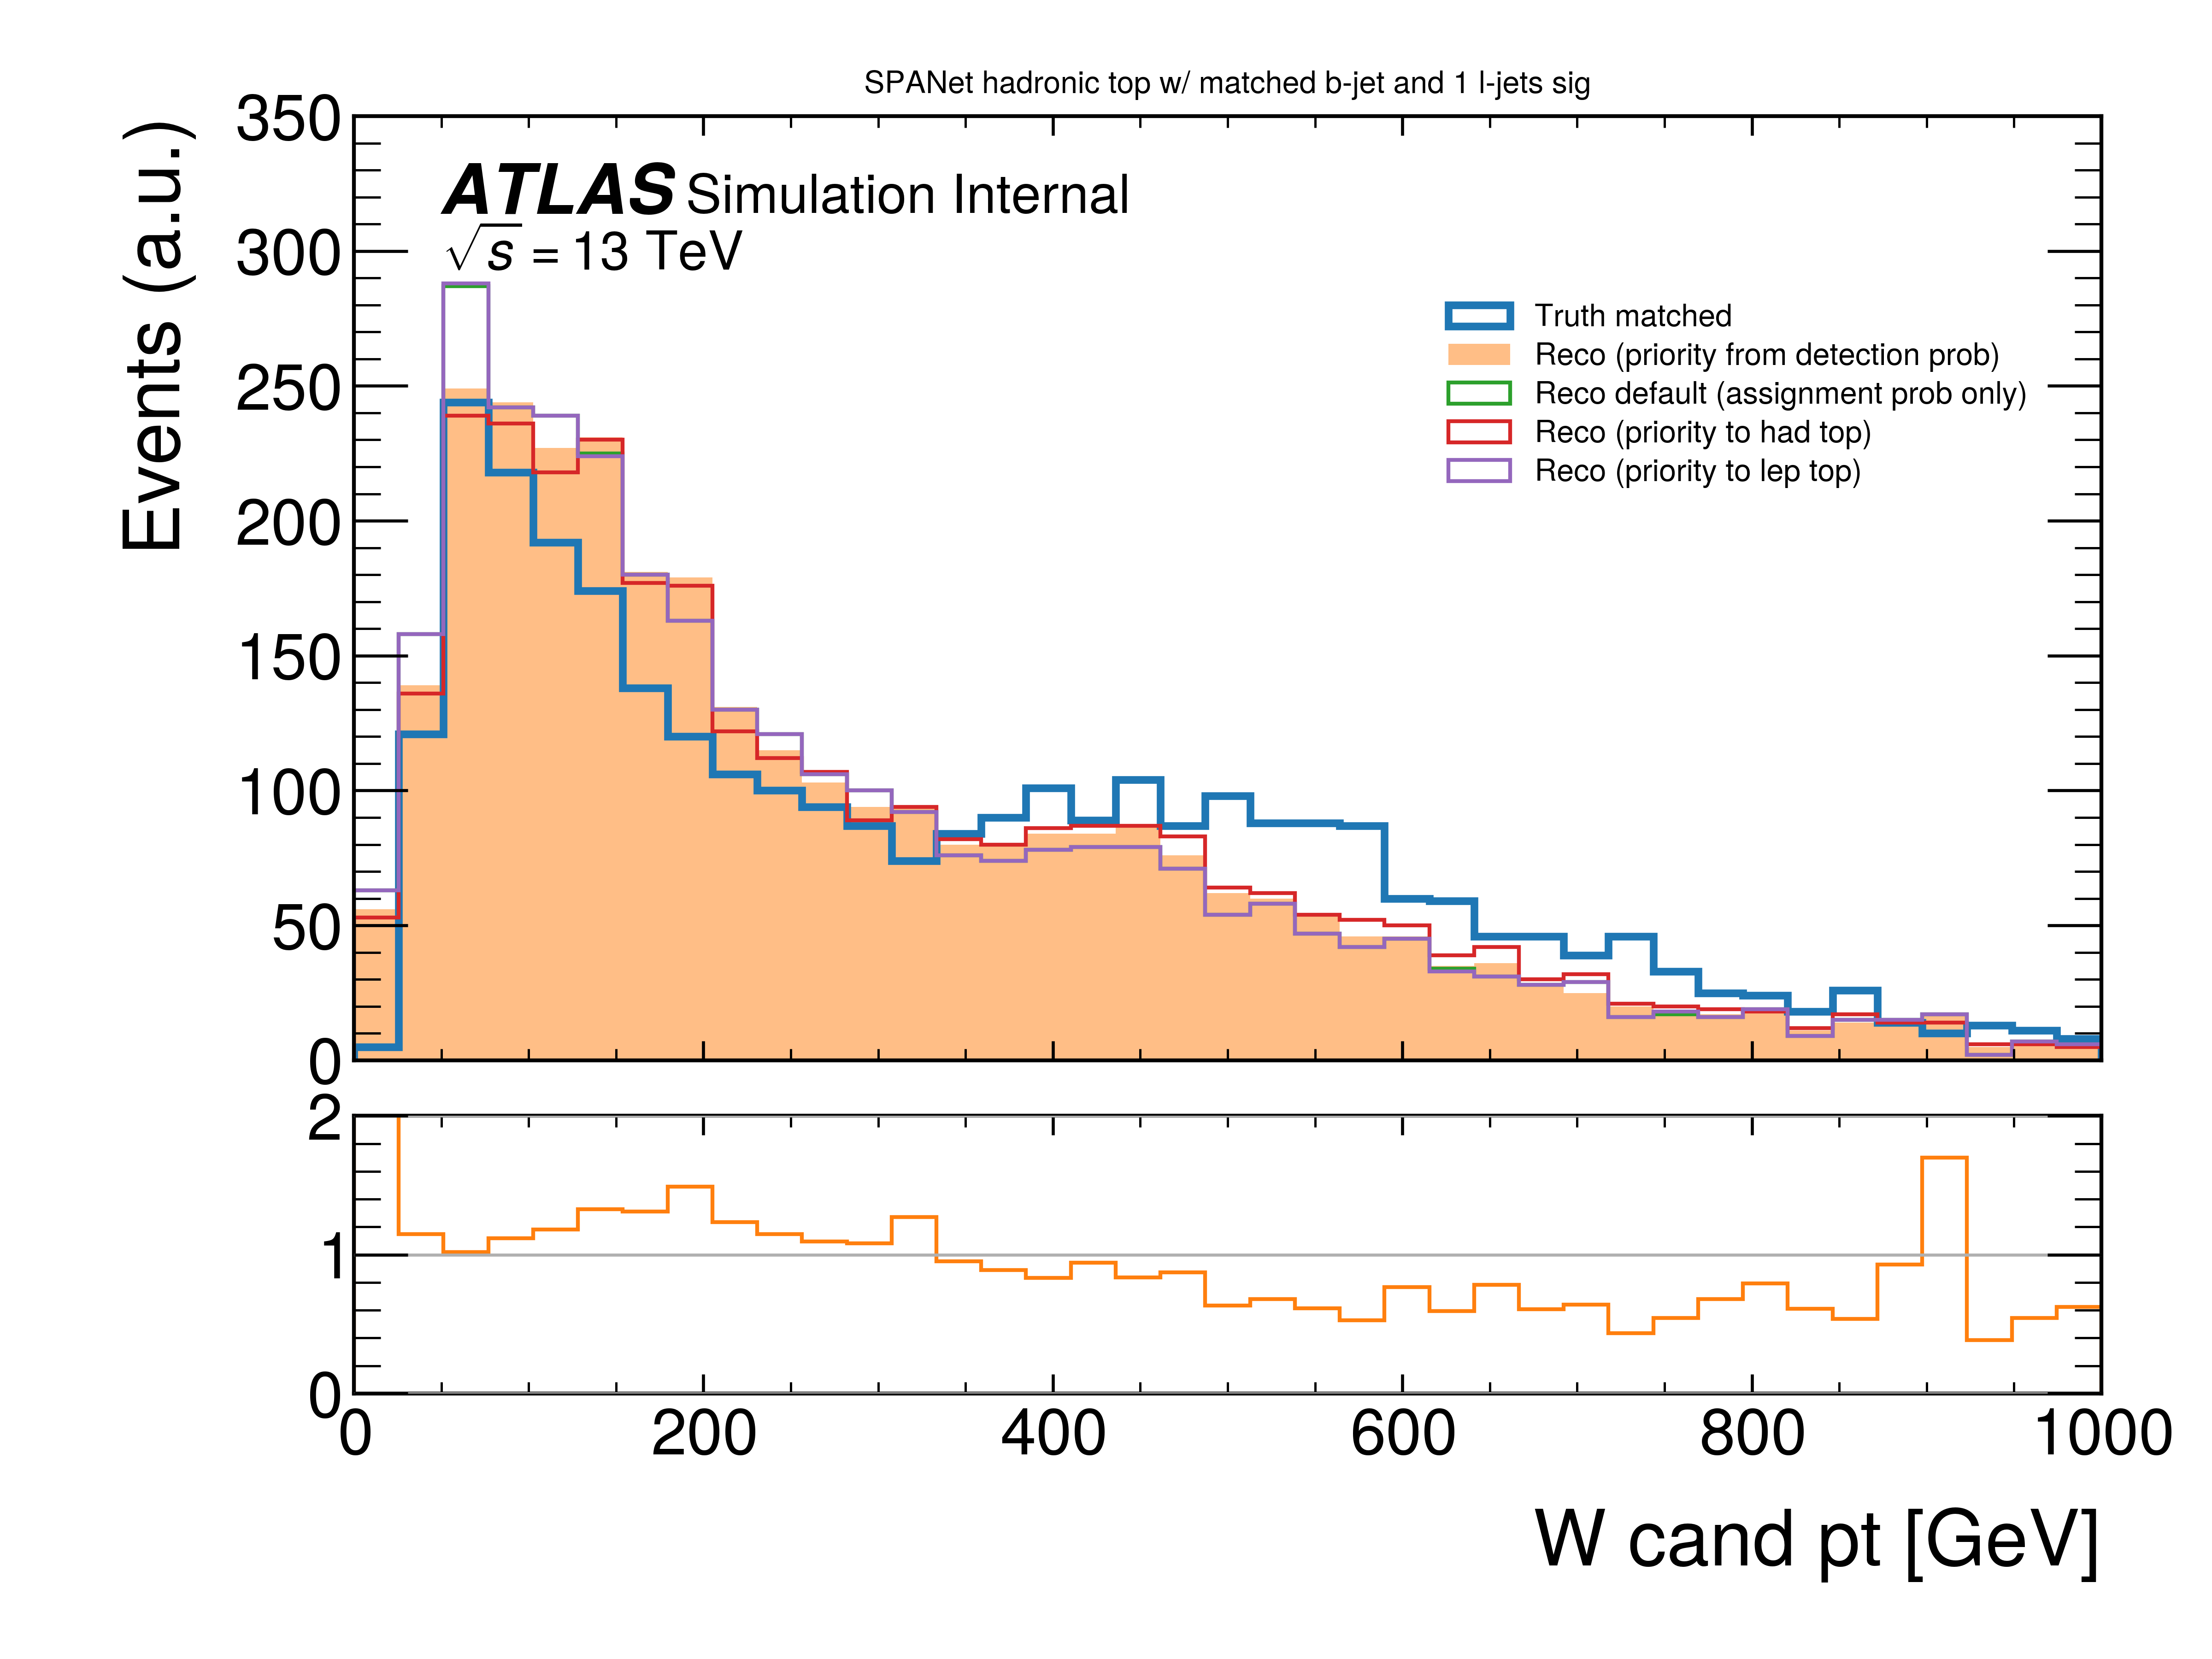 SPANet hadronic top w/ matched b-jet and 1 l-jets sig
Events (a.u.)
350
300
250
200
150
100
50
0
ATLAS Simulation Internal
√s = 13 TeV
Truth matched
Reco (priority from detection prob)
Reco default (assignment prob only)
Reco (priority to had top)
Reco (priority to lep top)
2
1
0
0 200 400 600 800 1000
W cand pt [GeV]